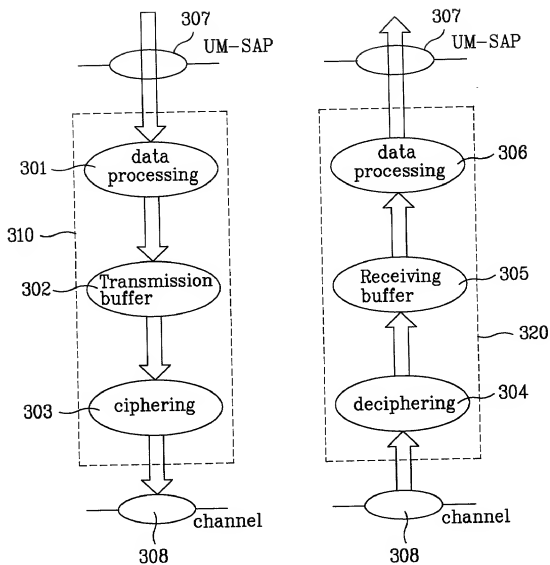 307
UM-SAP
301
data
processing
310
302
Transmission
buffer
303
ciphering
channel
308
307
UM-SAP
data
processing
306
Receiving
buffer
305
320
deciphering
304
channel
308